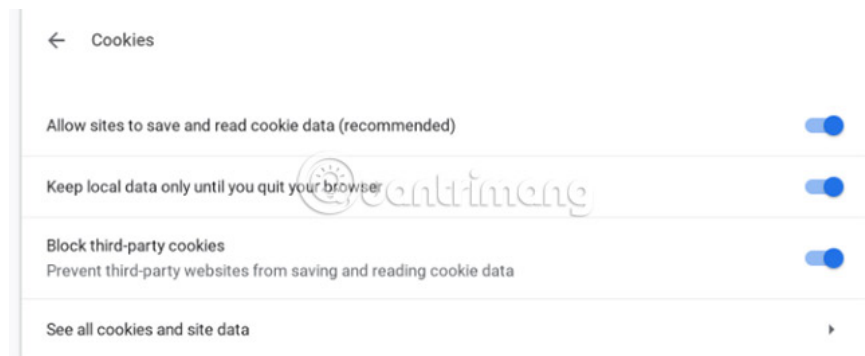 Cookies
Allow sites to save and read cookie data (recommended)
Keep local data only until you quit your browser
quantrimang
Block third-party cookies
Prevent third-party websites from saving and reading cookie data
See all cookies and site data